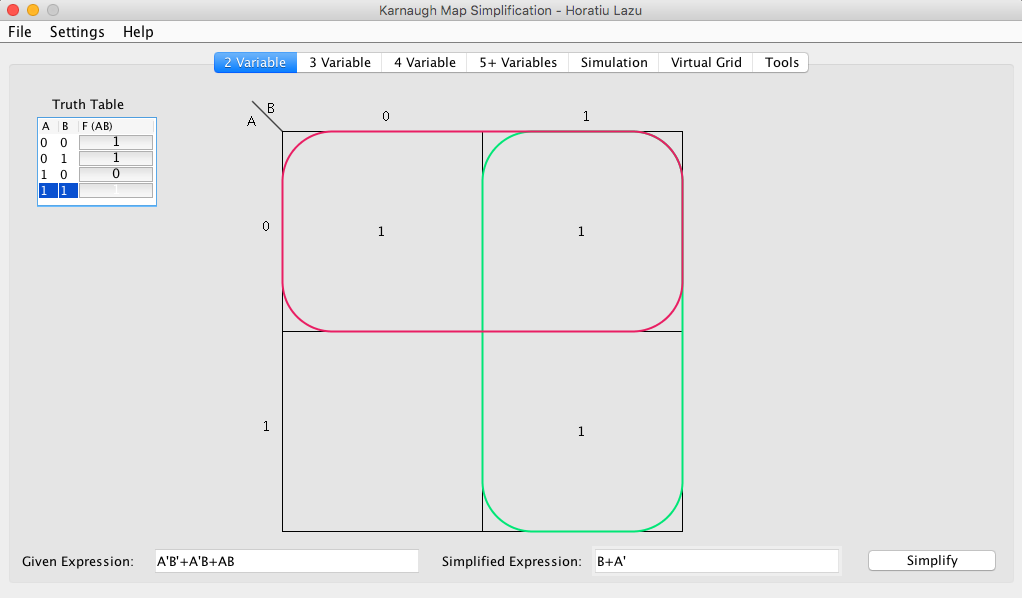 Karnaugh Map Simplification - Horatiu Lazu
File Settings Help
2 Variable 3 Variable 4 Variable 5+ Variables Simulation Virtual Grid Tools
Truth Table
A B F (AB)
0 0 1
0 1 1
1 0 0
1 1 1
B
A
0 1
0 1 1
1 1
Given Expression: A'B'+A'B+AB Simplified Expression: B+A' Simplify